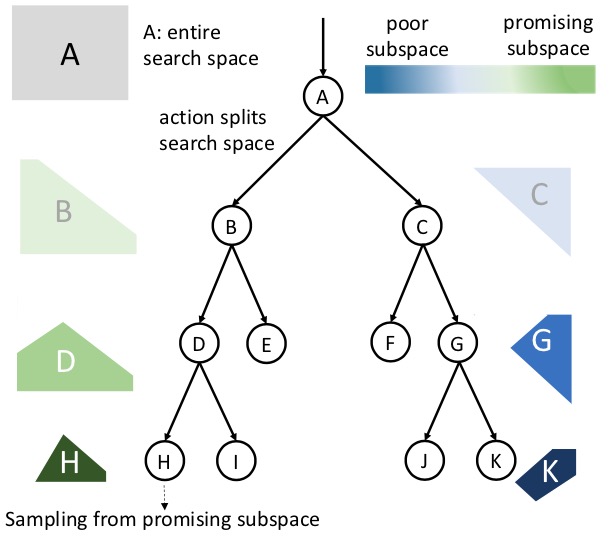 A
A: entire
search space
poor
subspace
promising
subspace
A
action splits
search space
B
B
C
C
D
D
E
F
G
G
H
H
I
J
K
K
Sampling from promising subspace